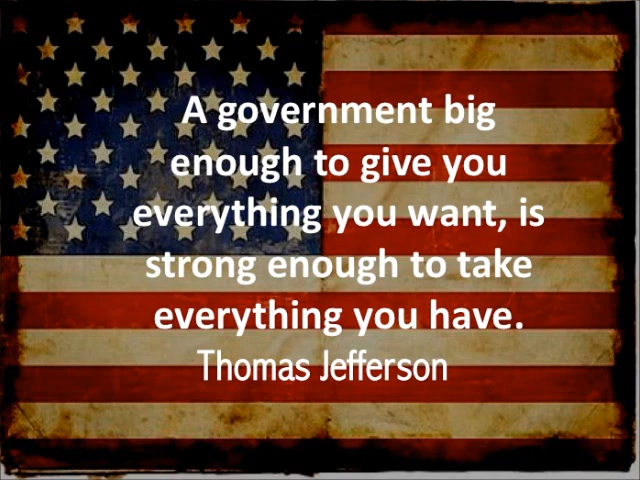 A government big
enough to give you
everything you want, is
strong enough to take
everything you have.
Thomas Jefferson